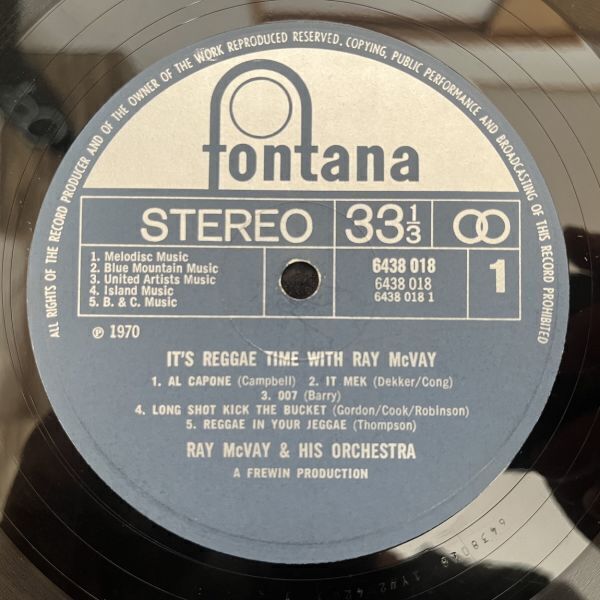 ALL RIGHTS OF THE RECORD PRODUCER AND OF THE OWNER OF THE WORK REPRODUCED RESERVED. COPYING, PUBLIC PERFORMANCE AND BROADCASTING OF THIS RECORD PROHIBITED
fontana
STEREO 33⅓
1. Melodisc Music
2. Blue Mountain Music
3. United Artists Music
4. Island Music
5. B. & C. Music
6438 018
6438 018
6438 018 1
1
℗ 1970
IT'S REGGAE TIME WITH RAY McVAY
1. AL CAPONE (Campbell) 2. IT MEK (Dekker/Cong)
3. 007 (Barry)
4. LONG SHOT KICK THE BUCKET (Gordon/Cook/Robinson)
5. REGGAE IN YOUR JEGGAE (Thompson)
RAY McVAY & HIS ORCHESTRA
A FREWIN PRODUCTION